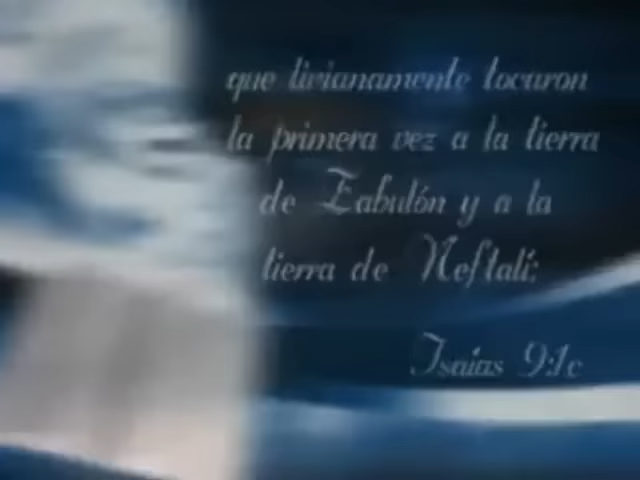 que livianamente tocaron
la primera vez a la tierra
de Zabulón y a la
tierra de Neftalí;
Isaías 9:1c